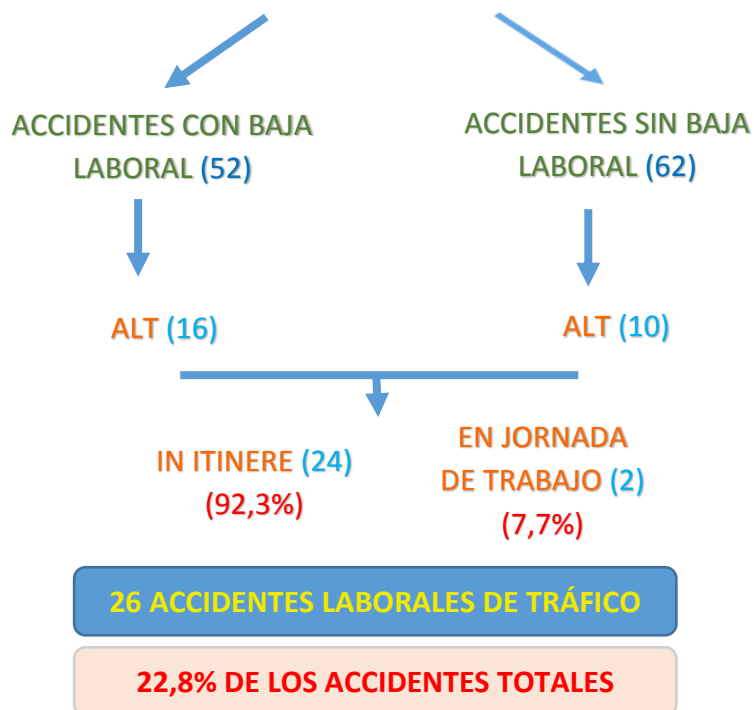 ACCIDENTES CON BAJA
LABORAL (52)
ACCIDENTES SIN BAJA
LABORAL (62)
ALT (16)
ALT (10)
IN ITINERE (24)
(92,3%)
EN JORNADA
DE TRABAJO (2)
(7,7%)
26 ACCIDENTES LABORALES DE TRÁFICO
22,8% DE LOS ACCIDENTES TOTALES